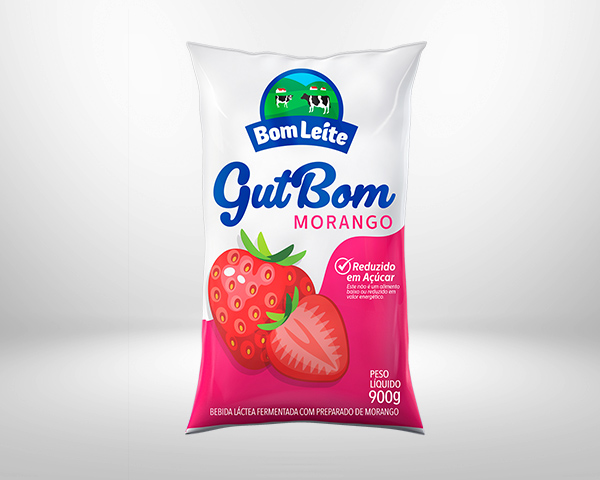 Bom Leite
GutBom
MORANGO
Reduzido
em Açúcar
Este não é um alimento
baixo ou reduzido em
valor energético.
PESO
LÍQUIDO
900g
BEBIDA LÁCTEA FERMENTADA COM PREPARADO DE MORANGO